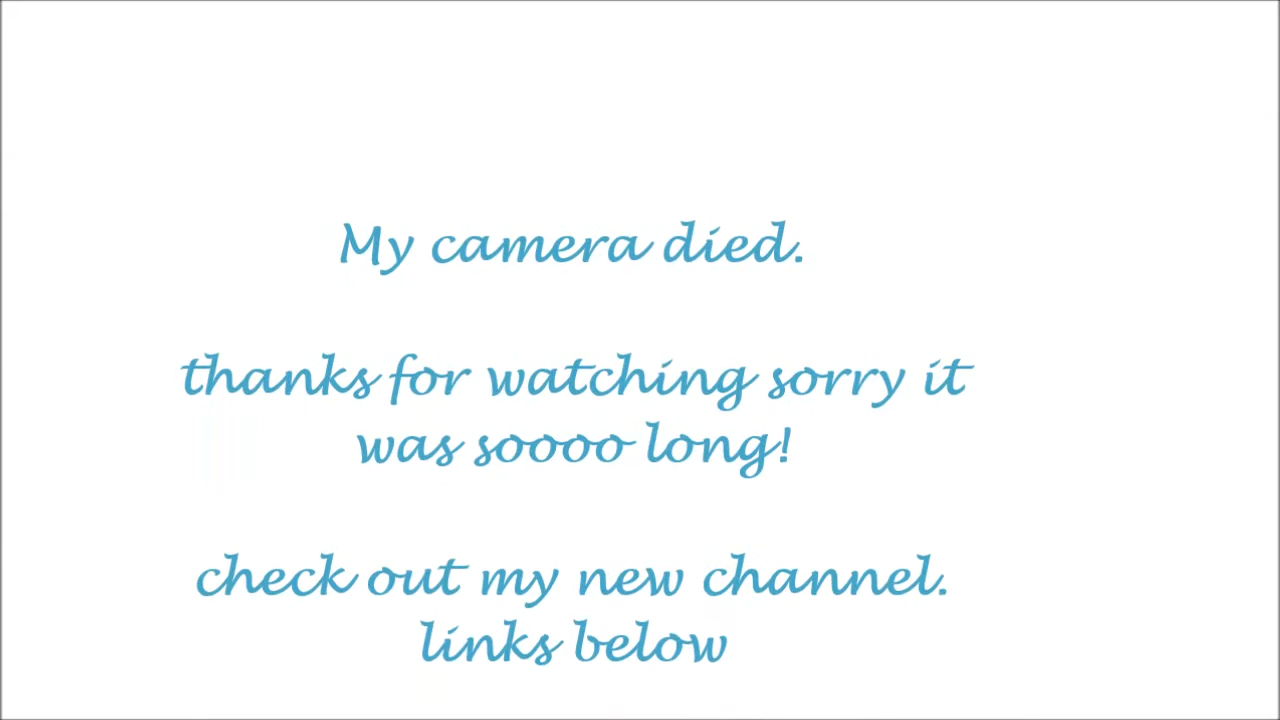 My camera died.
thanks for watching sorry it
was soooo long!
check out my new channel.
links below